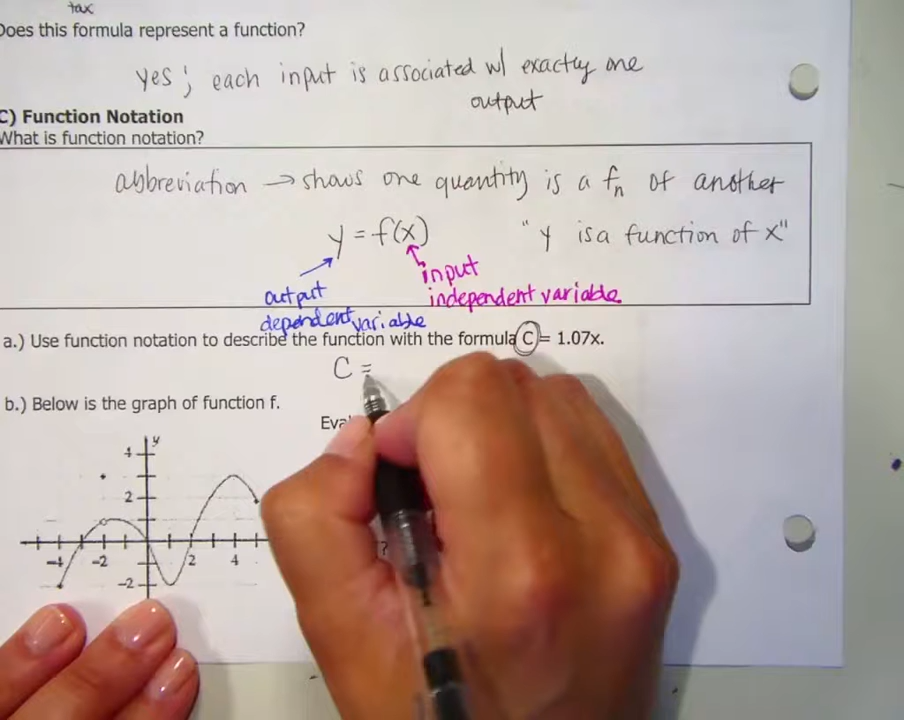 tax
Does this formula represent a function?
yes; each input is associated w/ exactly one
output
C) Function Notation
What is function notation?
abbreviation → shows one quantity is a fn of another
y = f(x) "y is a function of x"
input
output independent variable
dependent variable
a.) Use function notation to describe the function with the formula C = 1.07x.
C =
b.) Below is the graph of function f.
y
4
2
-4 -2 2 4
-2
?